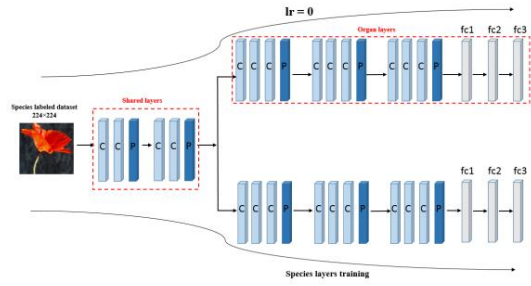 lr = 0
Organ layers
fc1 fc2 fc3
C C C P C C C P C C C P
Species labeled dataset
224×224
Shared layers
C C P C C P
fc1 fc2 fc3
C C C P C C C P C C C P
Species layers training